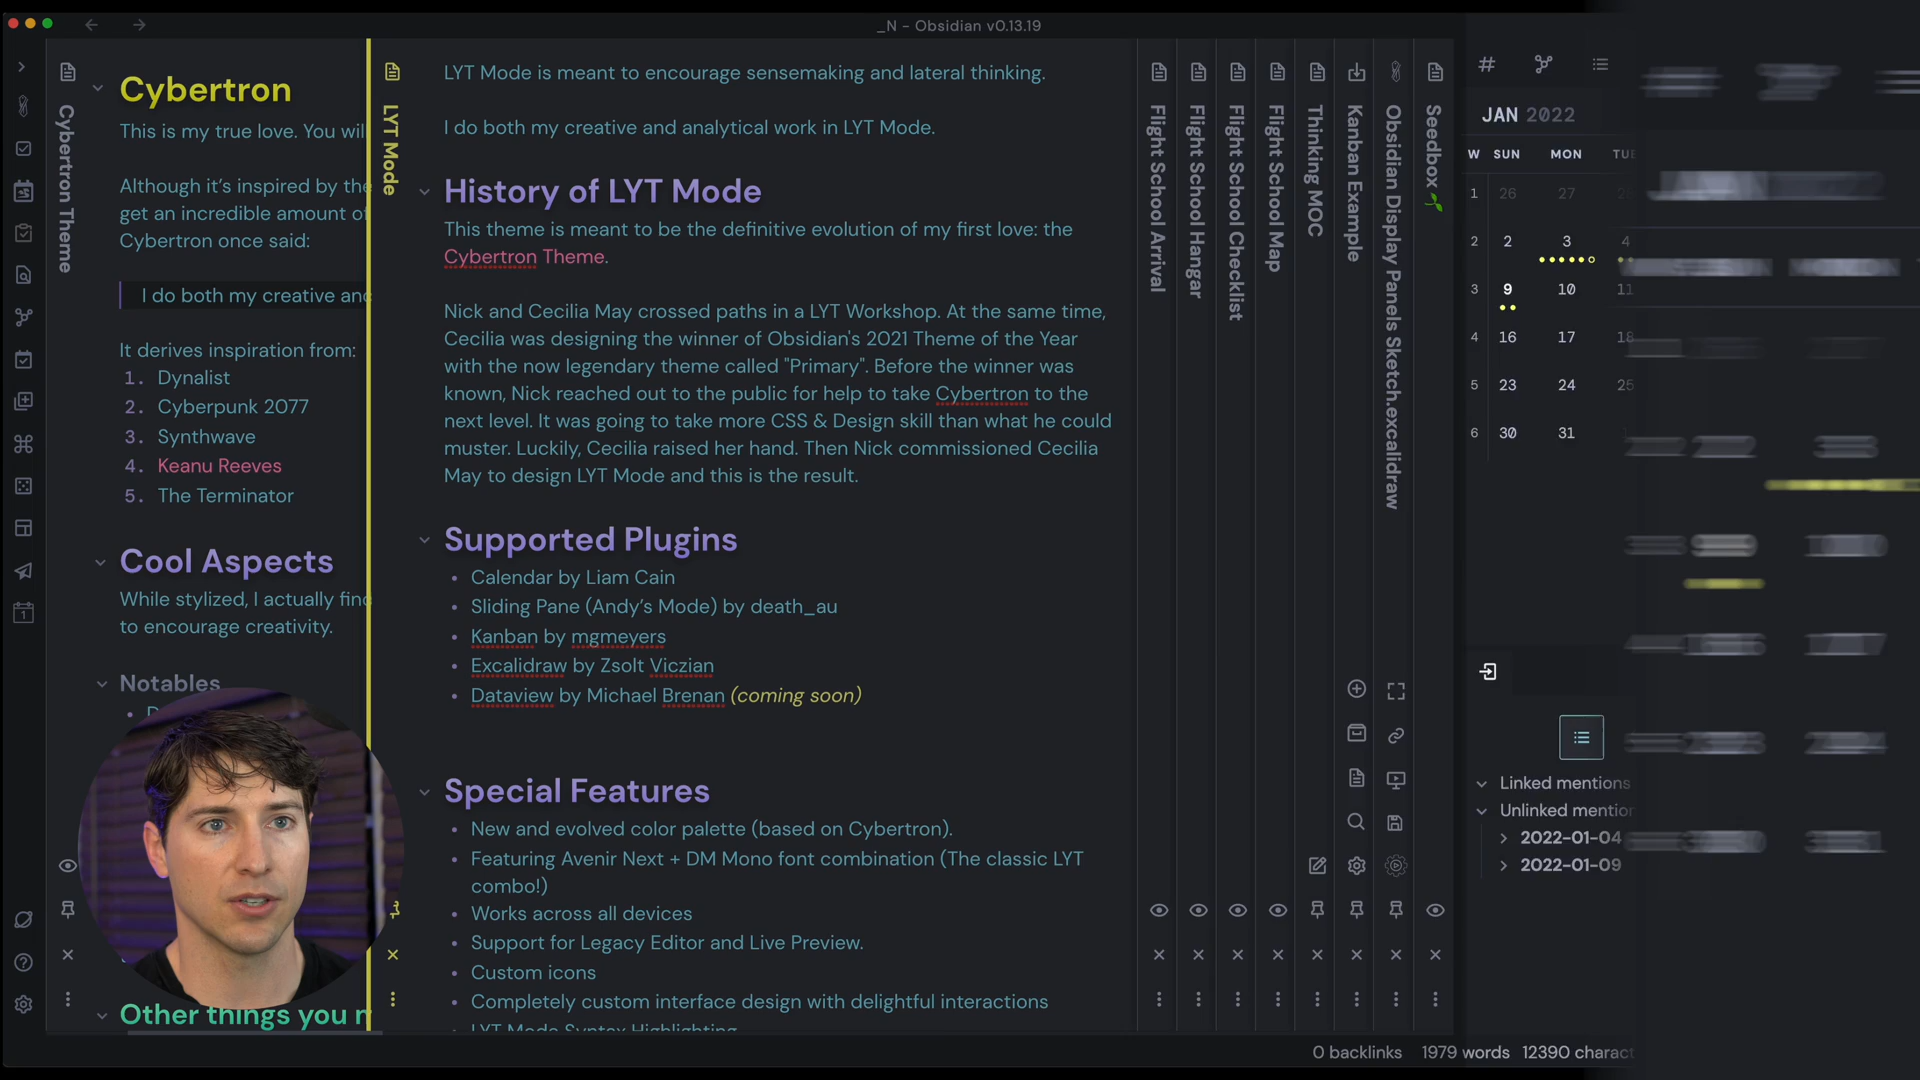 _N - Obsidian v0.13.19
Cybertron Theme
Cybertron
This is my true love. You will
Although it's inspired by the
get an incredible amount of
Cybertron once said:
I do both my creative and
It derives inspiration from:
1. Dynalist
2. Cyberpunk 2077
3. Synthwave
4. Keanu Reeves
5. The Terminator
Cool Aspects
While stylized, I actually find
to encourage creativity.
Notables
Other things you
LYT Mode
LYT Mode is meant to encourage sensemaking and lateral thinking.
I do both my creative and analytical work in LYT Mode.
History of LYT Mode
This theme is meant to be the definitive evolution of my first love: the
Cybertron Theme.
Nick and Cecilia May crossed paths in a LYT Workshop. At the same time,
Cecilia was designing the winner of Obsidian's 2021 Theme of the Year
with the now legendary theme called "Primary". Before the winner was
known, Nick reached out to the public for help to take Cybertron to the
next level. It was going to take more CSS & Design skill than what he could
muster. Luckily, Cecilia raised her hand. Then Nick commissioned Cecilia
May to design LYT Mode and this is the result.
Supported Plugins
• Calendar by Liam Cain
• Sliding Pane (Andy's Mode) by death_au
• Kanban by mgmeyers
• Excalidraw by Zsolt Viczian
• Dataview by Michael Brenan (coming soon)
Special Features
• New and evolved color palette (based on Cybertron).
• Featuring Avenir Next + DM Mono font combination (The classic LYT
combo!)
• Works across all devices
• Support for Legacy Editor and Live Preview.
• Custom icons
• Completely custom interface design with delightful interactions
LYT Mode Syntax Highlighting
Flight School Arrival
Flight School Hangar
Flight School Checklist
Flight School Map
Thinking MOC
Kanban Example
Obsidian Display Panels Sketch.excalidraw
Seedbox
JAN 2022
W SUN MON TUE
1 26 27
2 2 3 4
3 9 10 11
4 16 17 18
5 23 24 25
6 30 31
Linked mentions
Unlinked mentions
2022-01-04
2022-01-09
0 backlinks 1979 words 12390 charact